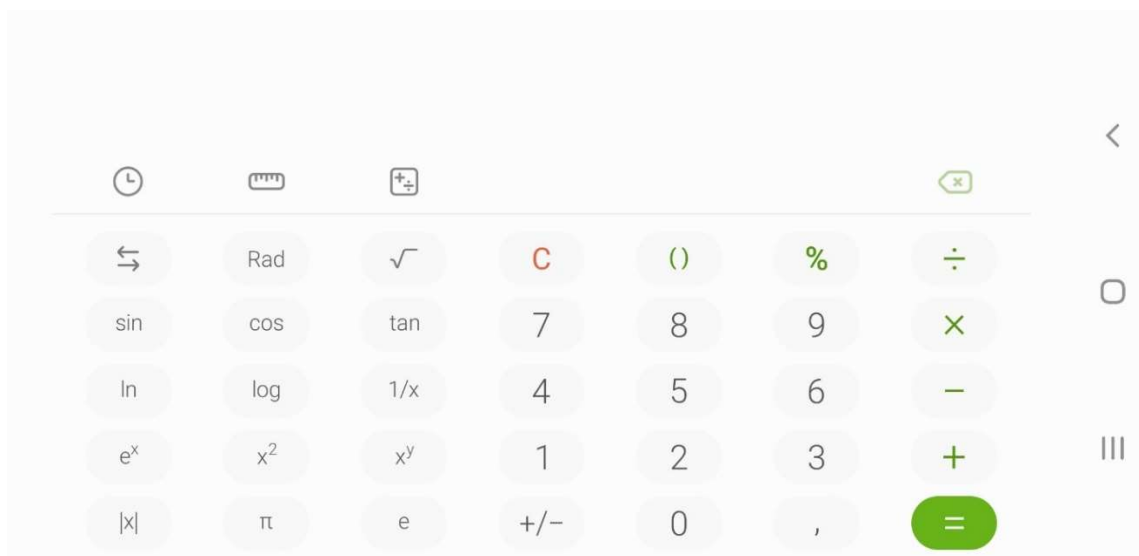 Rad √ C ( ) % ÷
sin cos tan 7 8 9 ×
ln log 1/x 4 5 6 −
eˣ x² xʸ 1 2 3 +
|x| π e +/− 0 , =